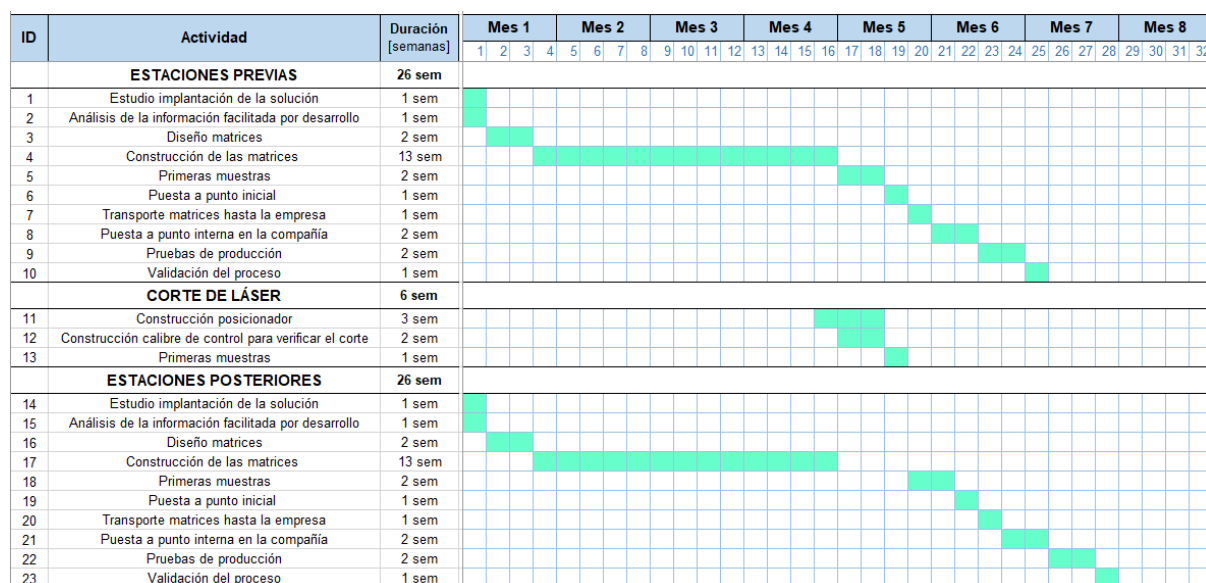 ID Actividad Duración [semanas] Mes 1 Mes 2 Mes 3 Mes 4 Mes 5 Mes 6 Mes 7 Mes 8
1 2 3 4 5 6 7 8 9 10 11 12 13 14 15 16 17 18 19 20 21 22 23 24 25 26 27 28 29 30 31 32
ESTACIONES PREVIAS 26 sem
1 Estudio implantación de la solución 1 sem
2 Análisis de la información facilitada por desarrollo 1 sem
3 Diseño matrices 2 sem
4 Construcción de las matrices 13 sem
5 Primeras muestras 2 sem
6 Puesta a punto inicial 1 sem
7 Transporte matrices hasta la empresa 1 sem
8 Puesta a punto interna en la compañía 2 sem
9 Pruebas de producción 2 sem
10 Validación del proceso 1 sem
CORTE DE LÁSER 6 sem
11 Construcción posicionador 3 sem
12 Construcción calibre de control para verificar el corte 2 sem
13 Primeras muestras 1 sem
ESTACIONES POSTERIORES 26 sem
14 Estudio implantación de la solución 1 sem
15 Análisis de la información facilitada por desarrollo 1 sem
16 Diseño matrices 2 sem
17 Construcción de las matrices 13 sem
18 Primeras muestras 2 sem
19 Puesta a punto inicial 1 sem
20 Transporte matrices hasta la empresa 1 sem
21 Puesta a punto interna en la compañía 2 sem
22 Pruebas de producción 2 sem
23 Validación del proceso 1 sem